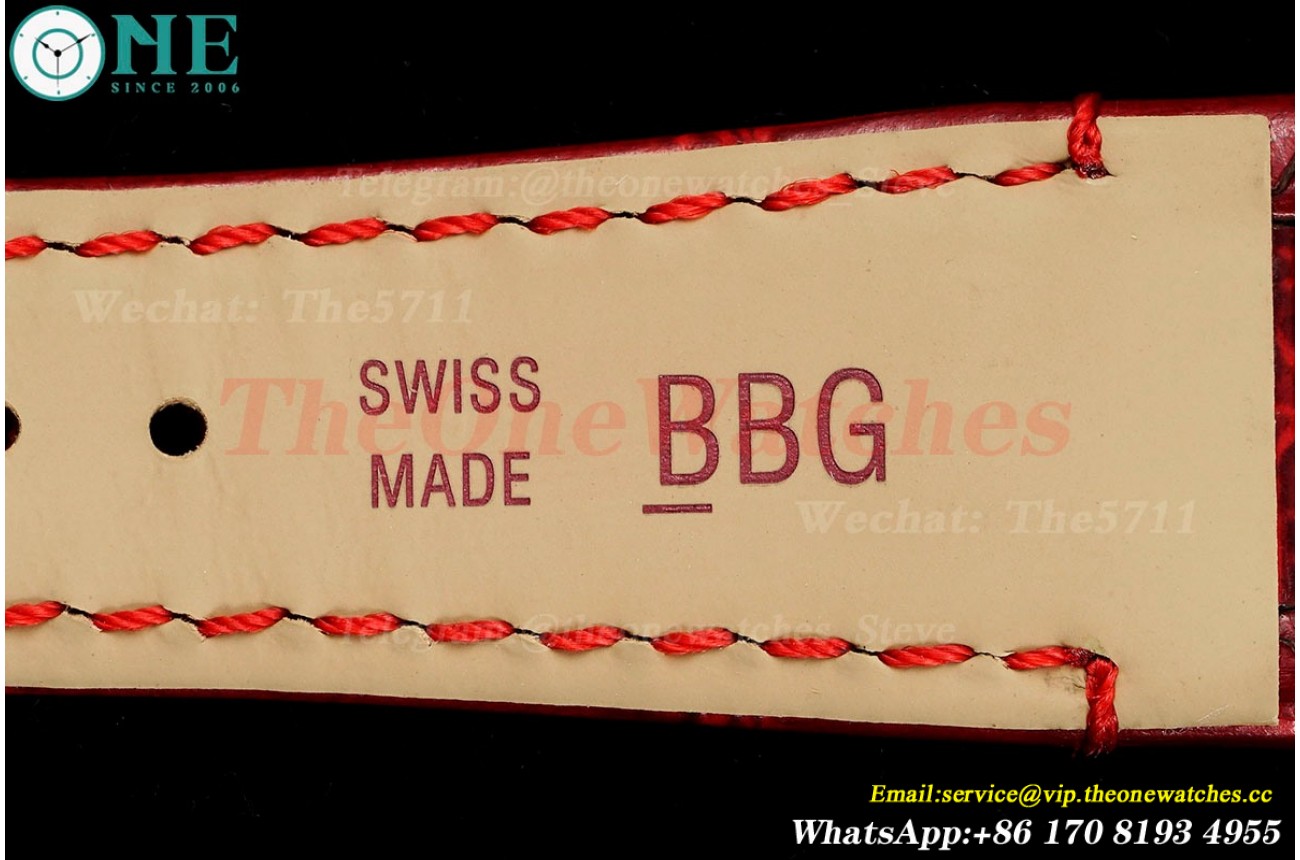 ONE
SINCE 2006
Telegram:@theonewatches_Steve
Wechat: The5711
SWISS
MADE
BBG
TheOneWatches
Wechat: The5711
Telegram:@theonewatches_Steve
Email:service@vip.theonewatches.cc
WhatsApp:+86 170 8193 4955